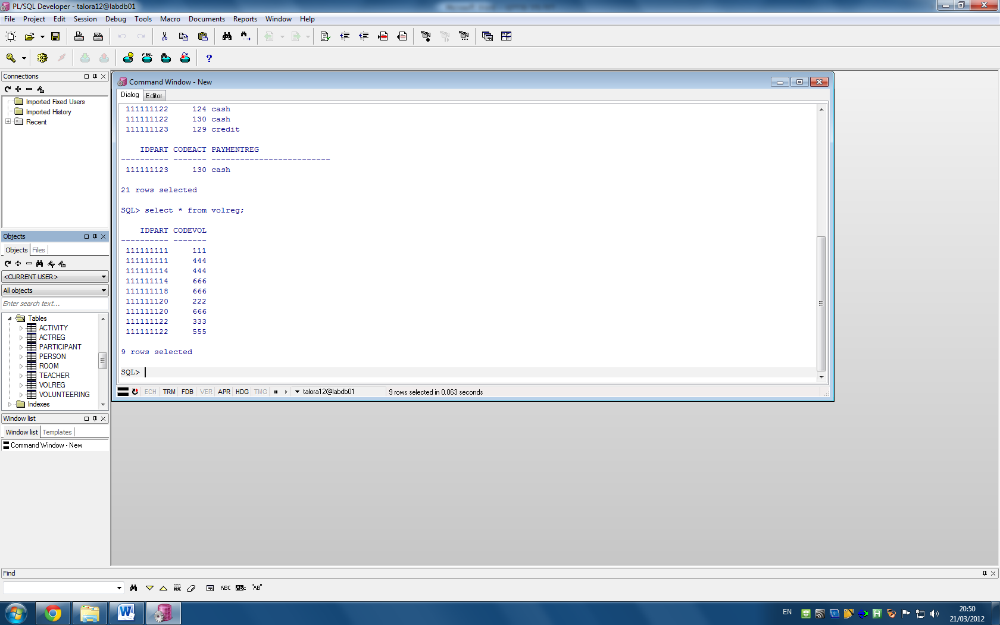 PL/SQL Developer - talora12@labdb01
File Project Edit Session Debug Tools Macro Documents Reports Window Help
SQL
?
Connections
Imported Fixed Users
Imported History
Recent
Objects
Objects Files
<CURRENT USER>
All objects
Enter search text...
Tables
ACTIVITY
ACTREG
PARTICIPANT
PERSON
ROOM
TEACHER
VOLREG
VOLUNTEERING
Indexes
Window list
Window list Templates
Command Window - New
Command Window - New
Dialog Editor
111111122 124 cash
111111122 130 cash
111111123 129 credit
IDPART CODEACT PAYMENTREG
---------- ------- -------------------------
111111123 130 cash
21 rows selected
SQL> select * from volreg;
IDPART CODEVOL
---------- -------
111111111 111
111111111 444
111111114 444
111111114 666
111111118 666
111111120 222
111111120 666
111111122 333
111111122 555
9 rows selected
SQL>
ECH TRM FDB VER APR HDG TMG talora12@labdb01 9 rows selected in 0.063 seconds
Find
ABC "AB"
EN
20:50
21/03/2012